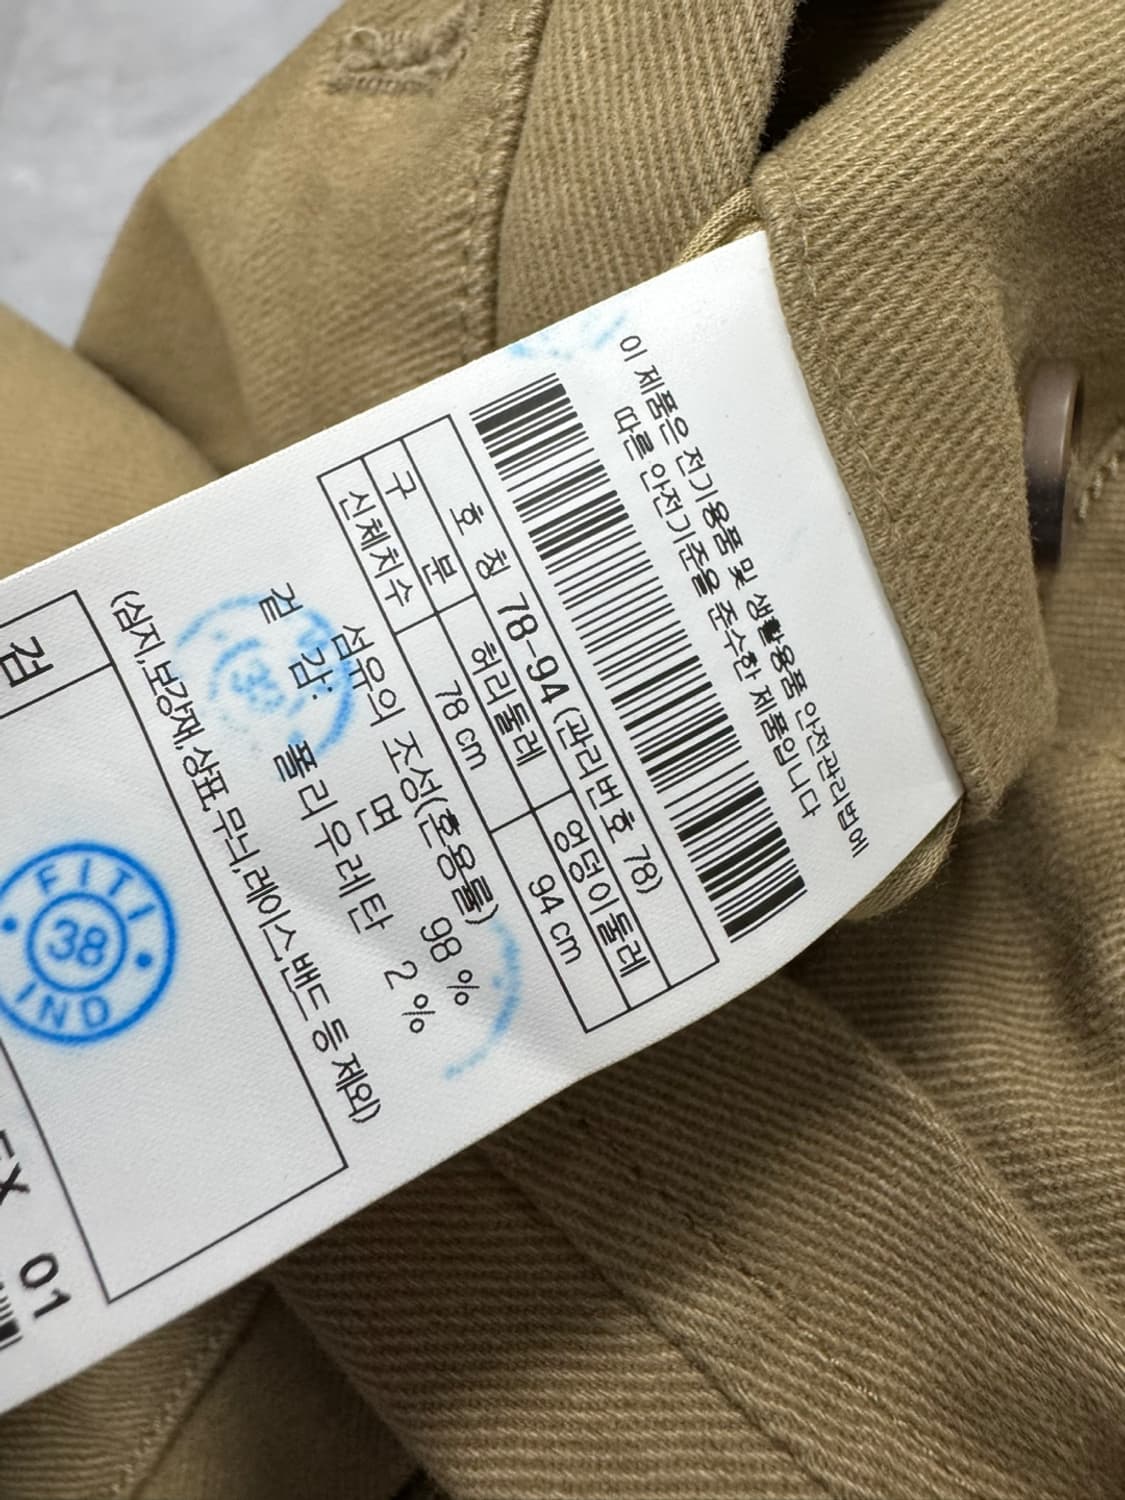 이 제품은 전기용품 및 생활용품 안전관리법에
따른 안전기준을 준수한 제품입니다
호 칭 78-94 (관리번호 78)
구 분 허리둘레 엉덩이둘레
신체치수 78 cm 94 cm
섬유의 조성(혼용률)
겉 감: 면 98 %
폴리우레탄 2 %
(심지,보강재,상표,무늬,레이스,밴드 등 제외)
검
FITI
38
IND
EX 01